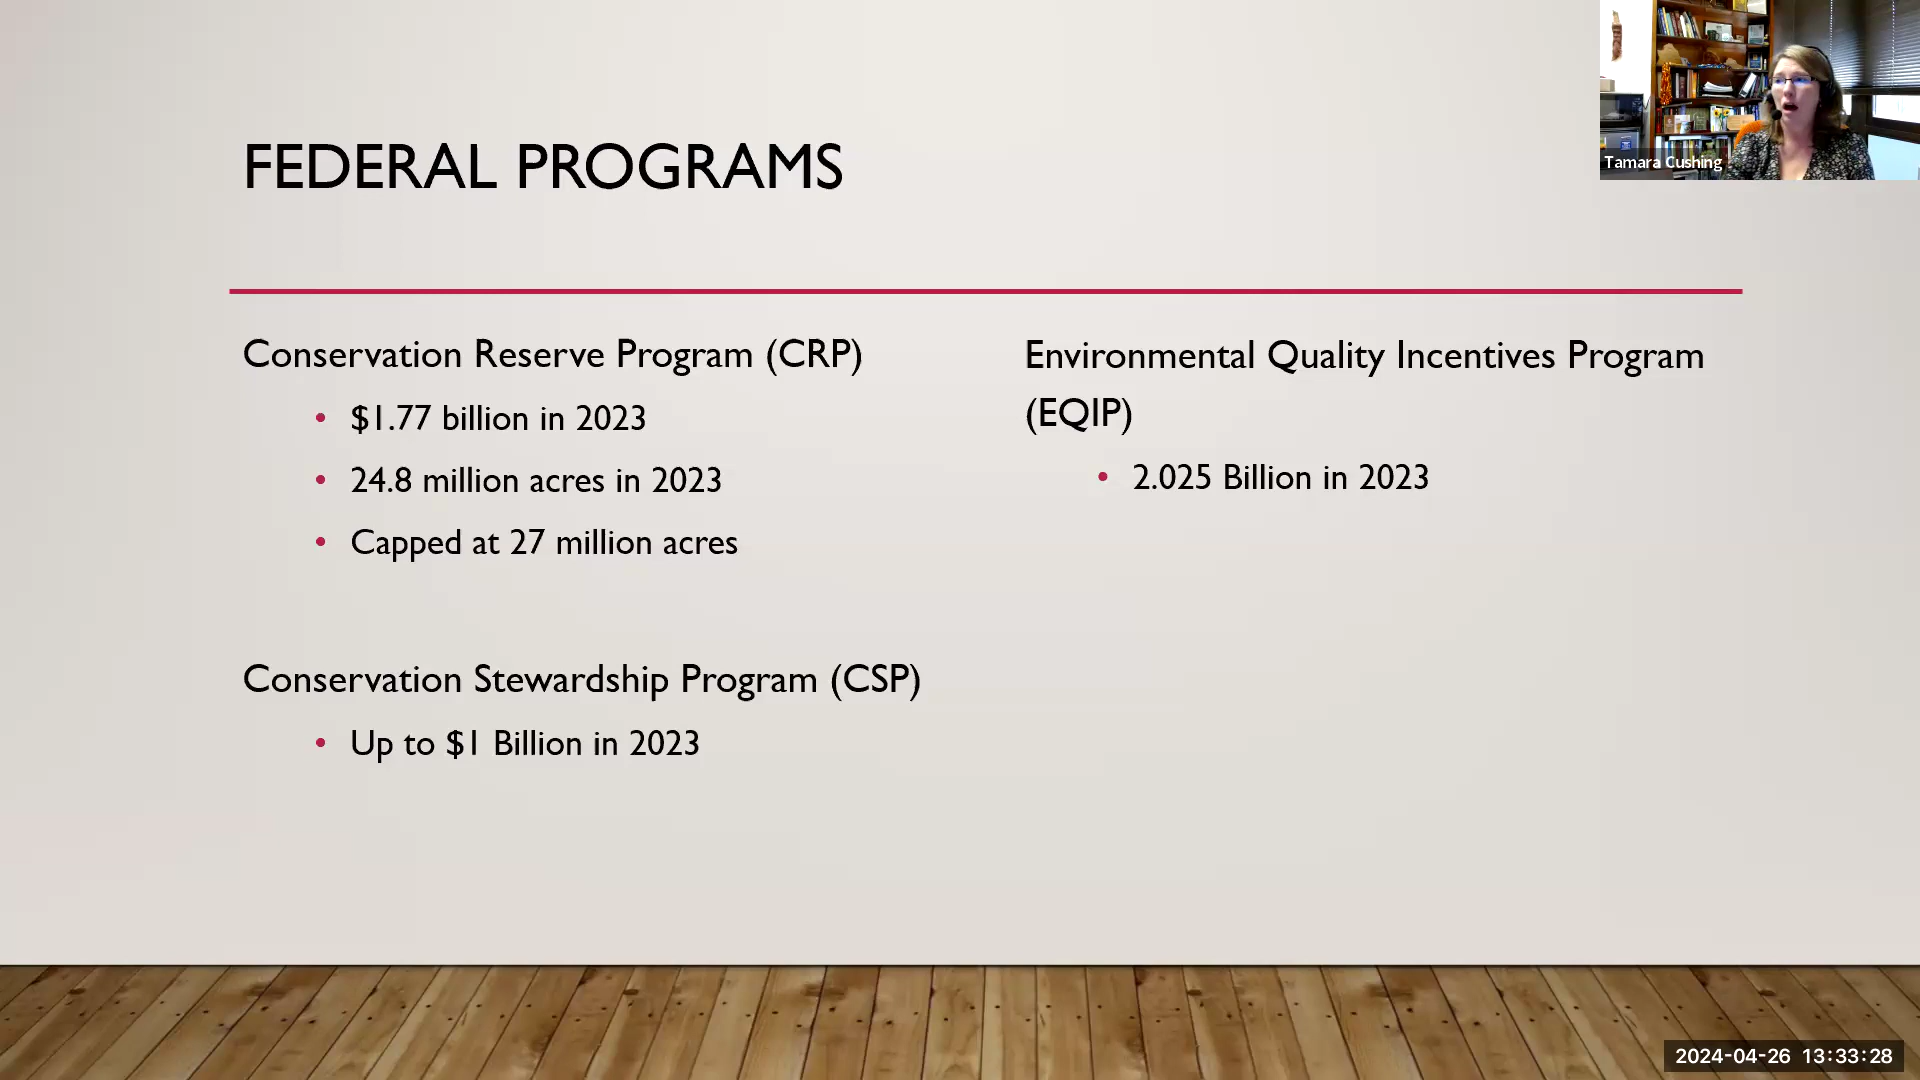 FEDERAL PROGRAMS
Tamara Cushing
Conservation Reserve Program (CRP)
• $1.77 billion in 2023
• 24.8 million acres in 2023
• Capped at 27 million acres
Conservation Stewardship Program (CSP)
• Up to $1 Billion in 2023
Environmental Quality Incentives Program
(EQIP)
• 2.025 Billion in 2023
2024-04-26 13:33:28